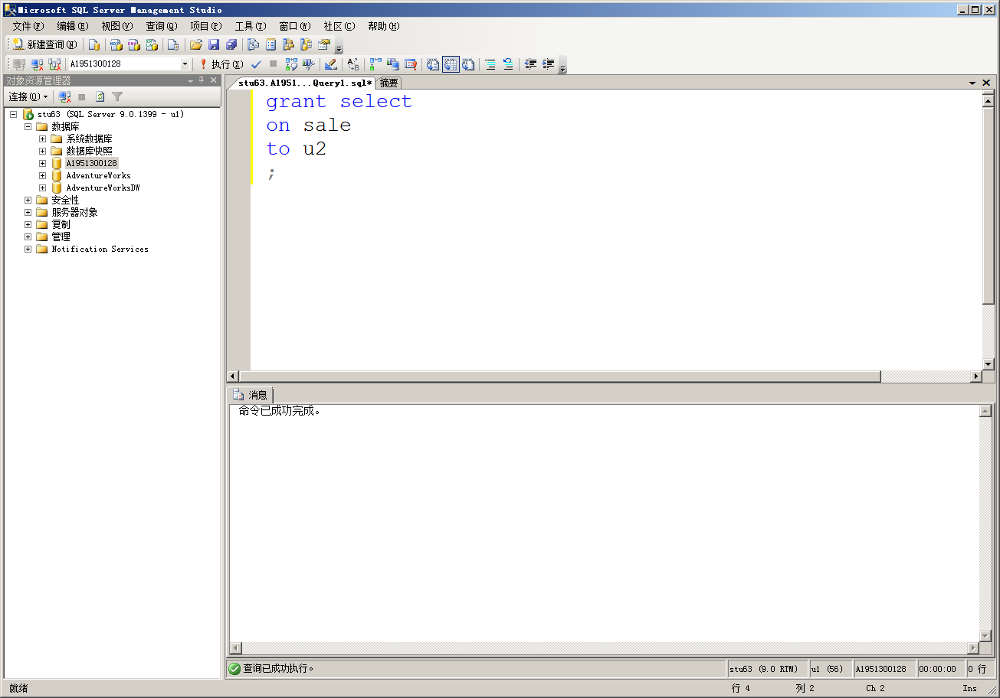 Microsoft SQL Server Management Studio
文件(F) 编辑(E) 视图(V) 查询(Q) 项目(P) 工具(T) 窗口(W) 社区(C) 帮助(H)
新建查询(N)
A1951300128 执行(X)
对象资源管理器
连接(O)
stu63 (SQL Server 9.0.1399 - u1)
数据库
系统数据库
数据库快照
A1951300128
AdventureWorks
AdventureWorksDW
安全性
服务器对象
复制
管理
Notification Services
stu63.A1951...Query1.sql* 摘要
grant select
on sale
to u2
;
消息
命令已成功完成。
查询已成功执行。 stu63 (9.0 RTM) u1 (56) A1951300128 00:00:00 0 行
就绪 行 4 列 2 Ch 2 Ins